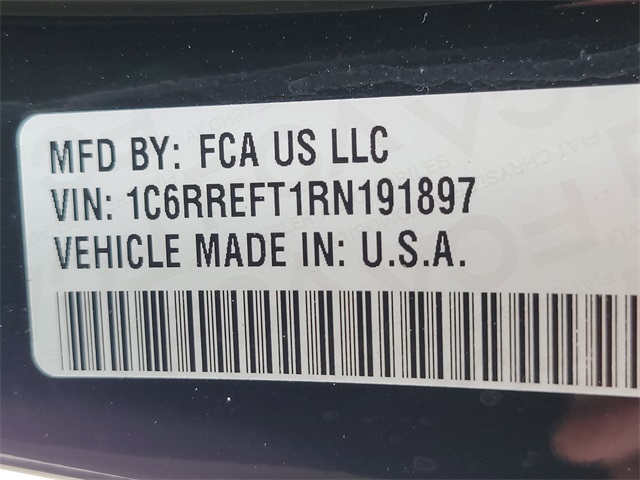 MFD BY: FCA US LLC
VIN: 1C6RREFT1RN191897
VEHICLE MADE IN: U.S.A.